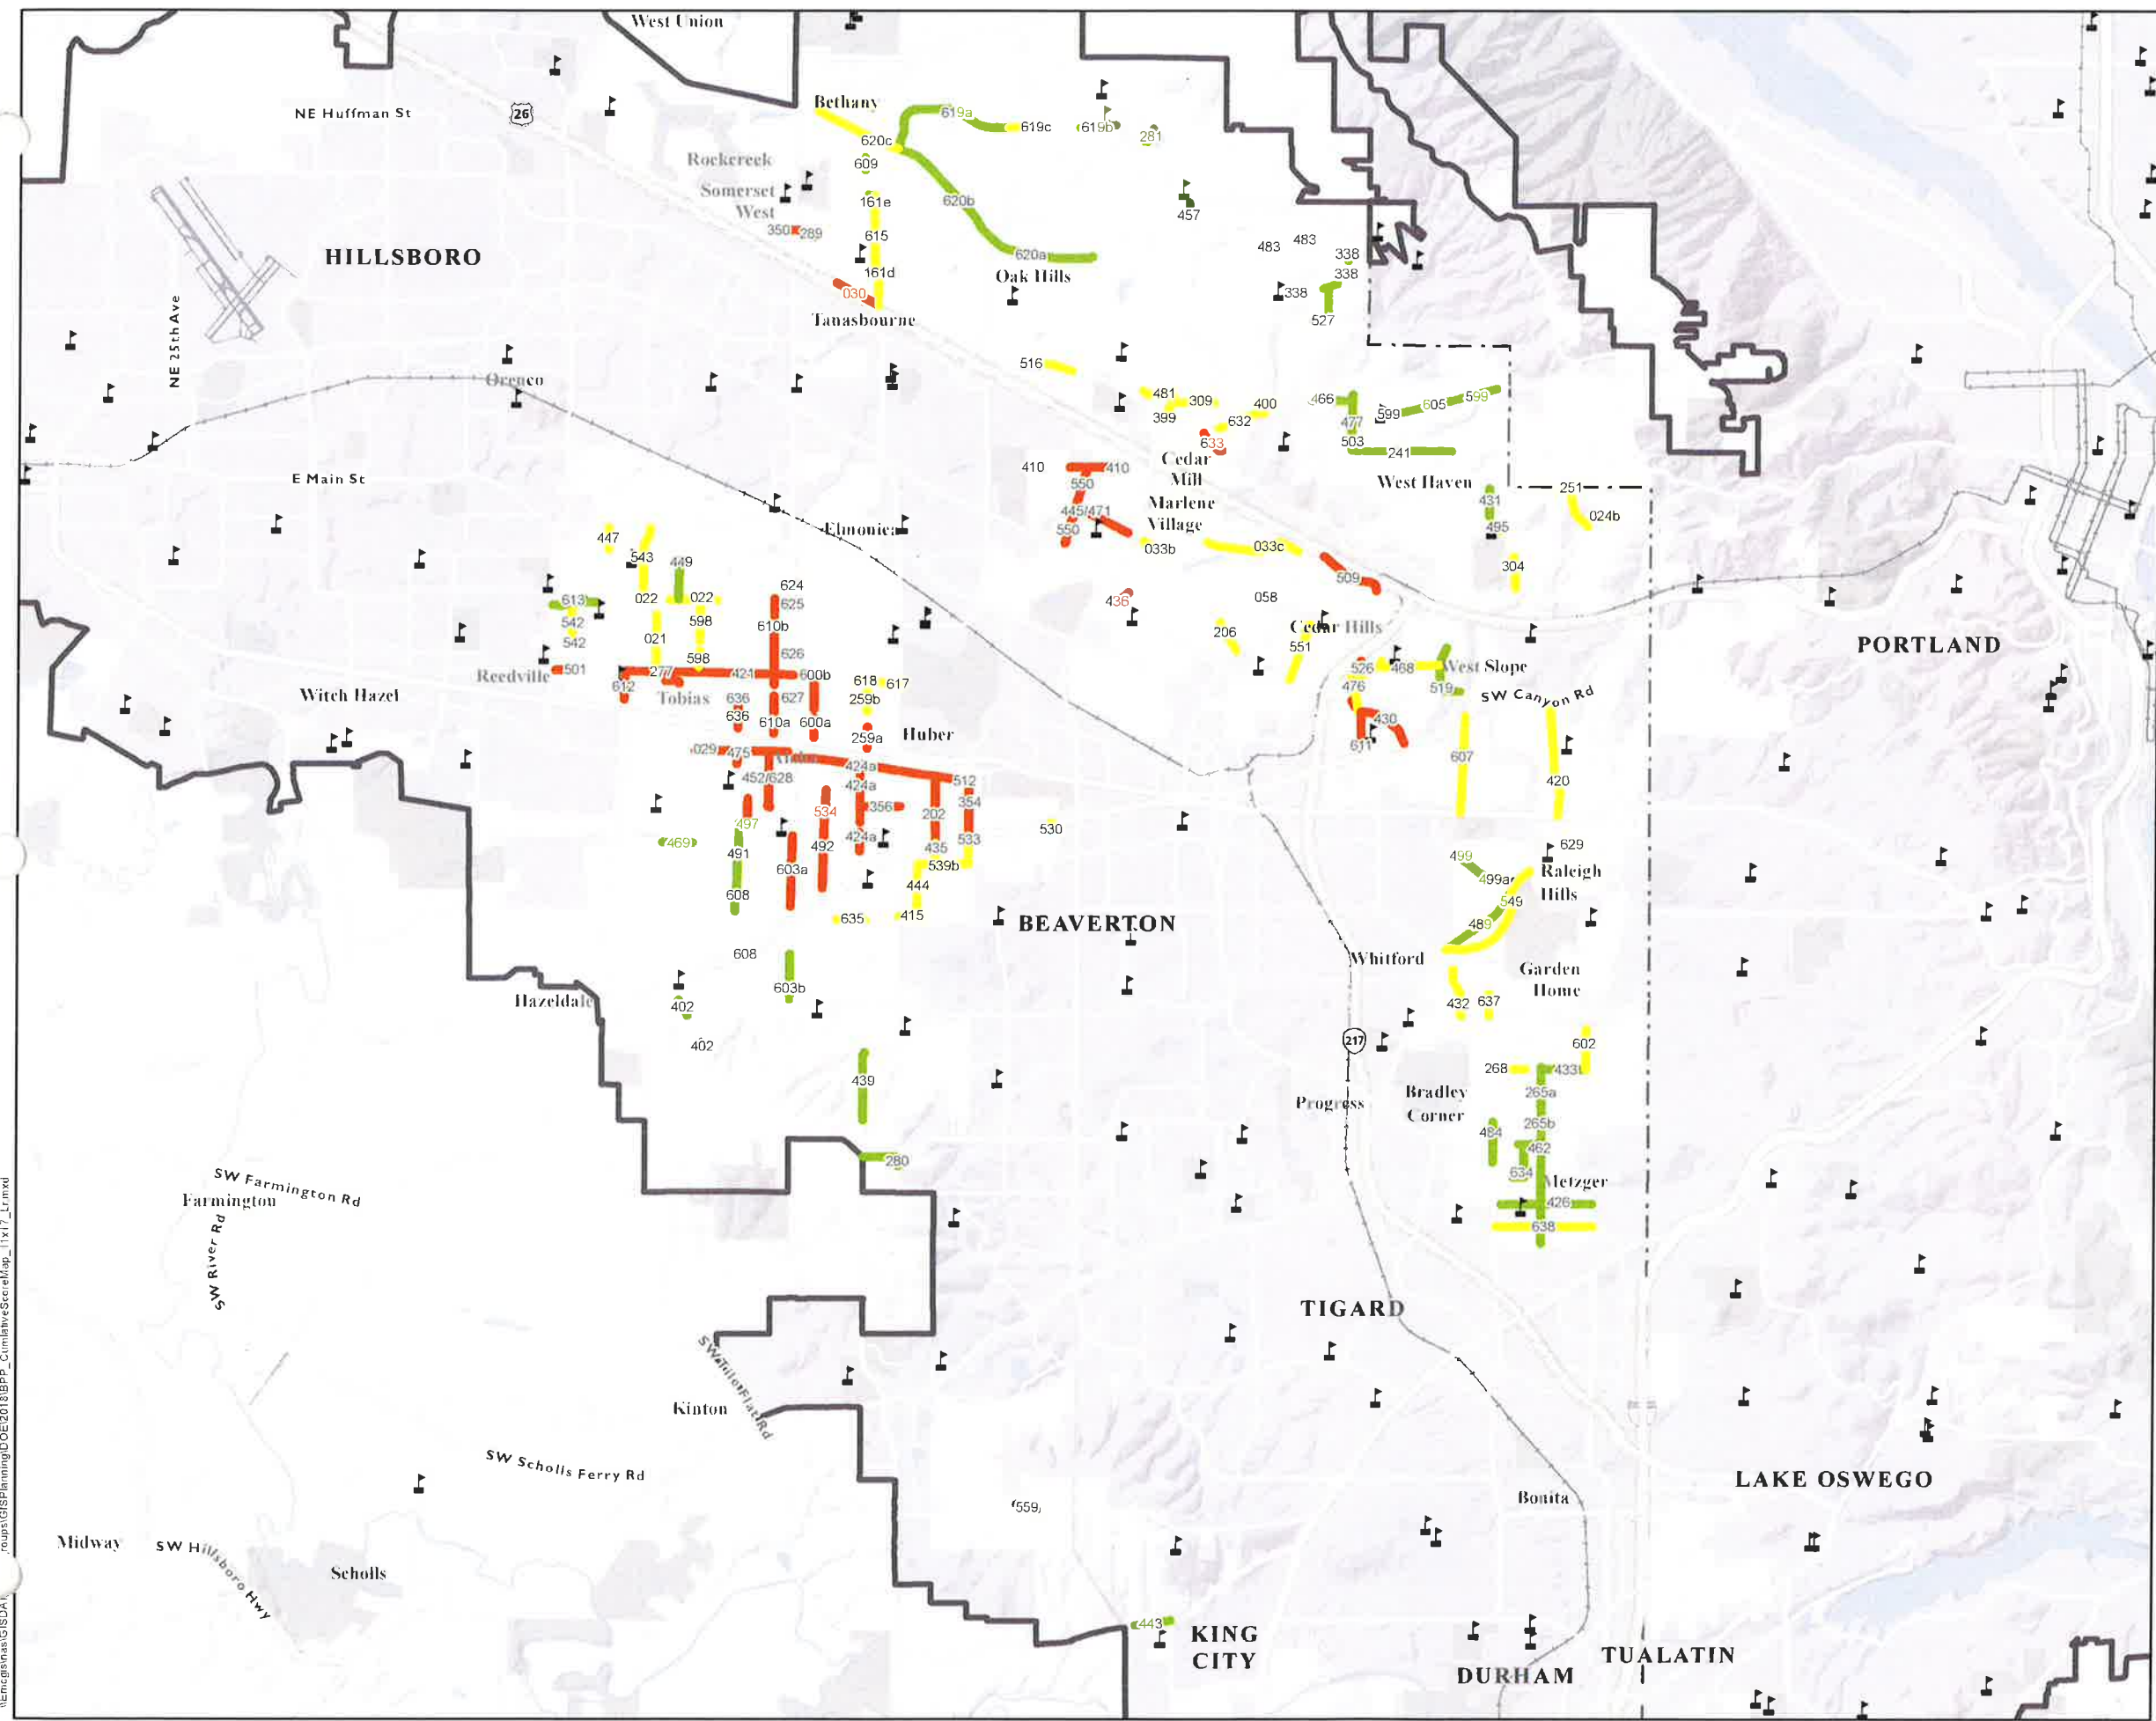 West Union
NE Huffman St
26
Bethany
619a
619c
619b
281
620c
609
Rockcreek
Somerset
West
161e
620b
457
350
289
615
483
483
HILLSBORO
161d
620a
Oak Hills
338
338
338
030
Tanasbourne
527
NE 25th Ave
516
Orenco
481
309
400
399
632
633
466
477
599
605
599
503
241
Cedar
Mill
West Haven
410
410
550
445/471
550
Marlene
Village
E Main St
431
495
251
024b
447
543
449
Elmonica
033b
033c
304
509
624
625
613
542
542
022
022
598
021
598
610b
626
436
058
206
551
Cedar Hills
PORTLAND
Reedville
501
277
421
600b
612
Tobias
618
617
259b
526
468
West Slope
476
519
SW Canyon Rd
Witch Hazel
636
636
627
610a
600a
259a
Huber
430
611
607
420
029
475
Aloha
424a
452/628
424a
512
356
202
354
534
497
469
491
492
424a
435
533
530
603a
539b
444
608
635
415
499
499a
629
Raleigh
Hills
549
489
BEAVERTON
608
Whitford
Garden
Home
603b
Hazeldale
402
402
432
637
217
602
439
268
433
Bradley
Corner
Progress
265a
265b
484
462
634
280
Metzger
426
638
SW Farmington Rd
Farmington
SW River Rd
TIGARD
SW Tile Flat Rd
Kinton
SW Scholls Ferry Rd
559
LAKE OSWEGO
Bonita
Midway
SW Hillsboro Hwy
Scholls
443
KING
CITY
DURHAM
TUALATIN